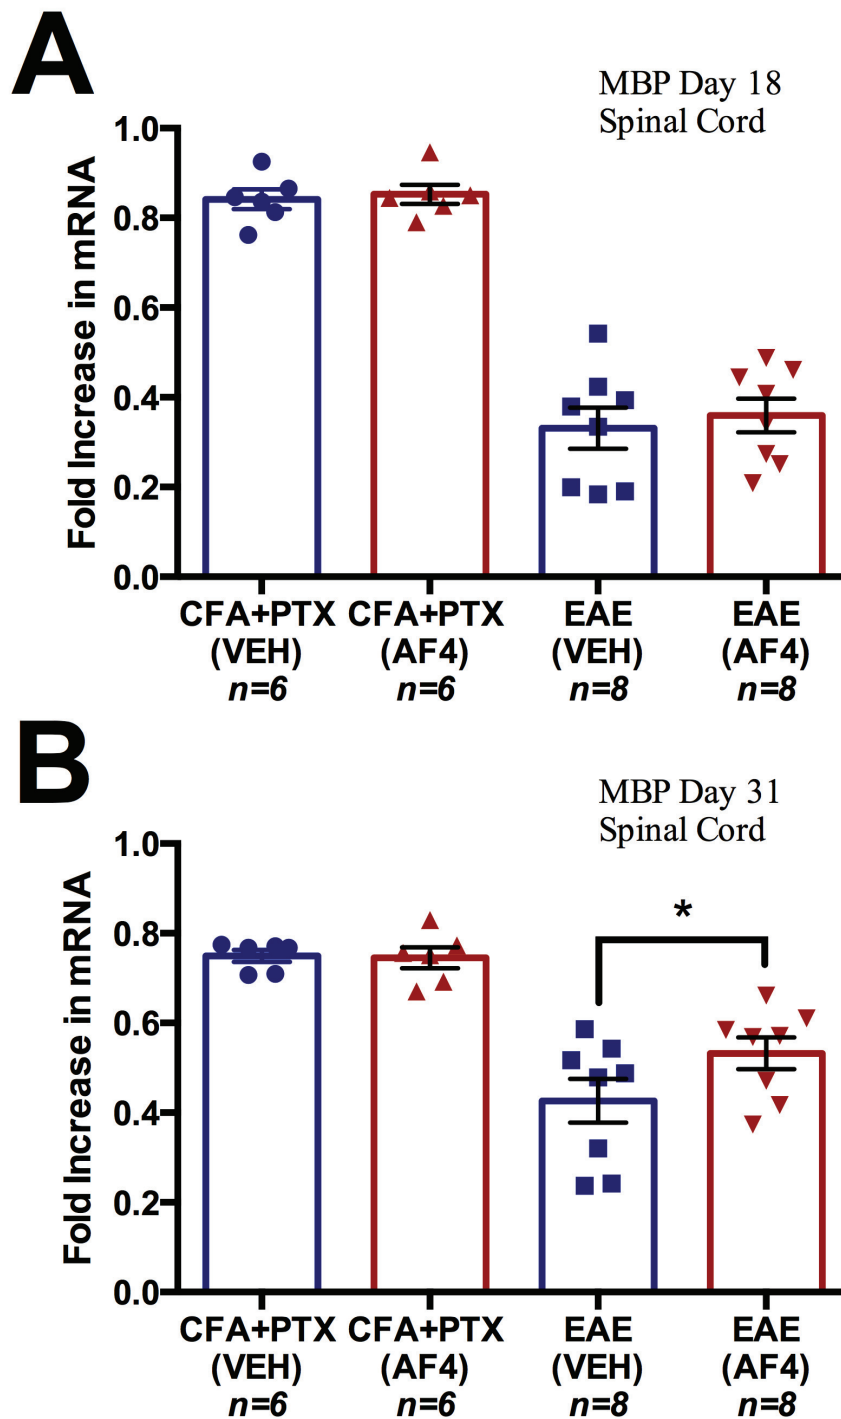 A
MBP Day 18
Spinal Cord
Fold Increase in mRNA
1.0
0.8
0.6
0.4
0.2
0.0
CFA+PTX CFA+PTX EAE EAE
(VEH) (AF4) (VEH) (AF4)
n=6 n=6 n=8 n=8
B
MBP Day 31
Spinal Cord
Fold Increase in mRNA
1.0
0.8
0.6
0.4
0.2
0.0
*
CFA+PTX CFA+PTX EAE EAE
(VEH) (AF4) (VEH) (AF4)
n=6 n=6 n=8 n=8